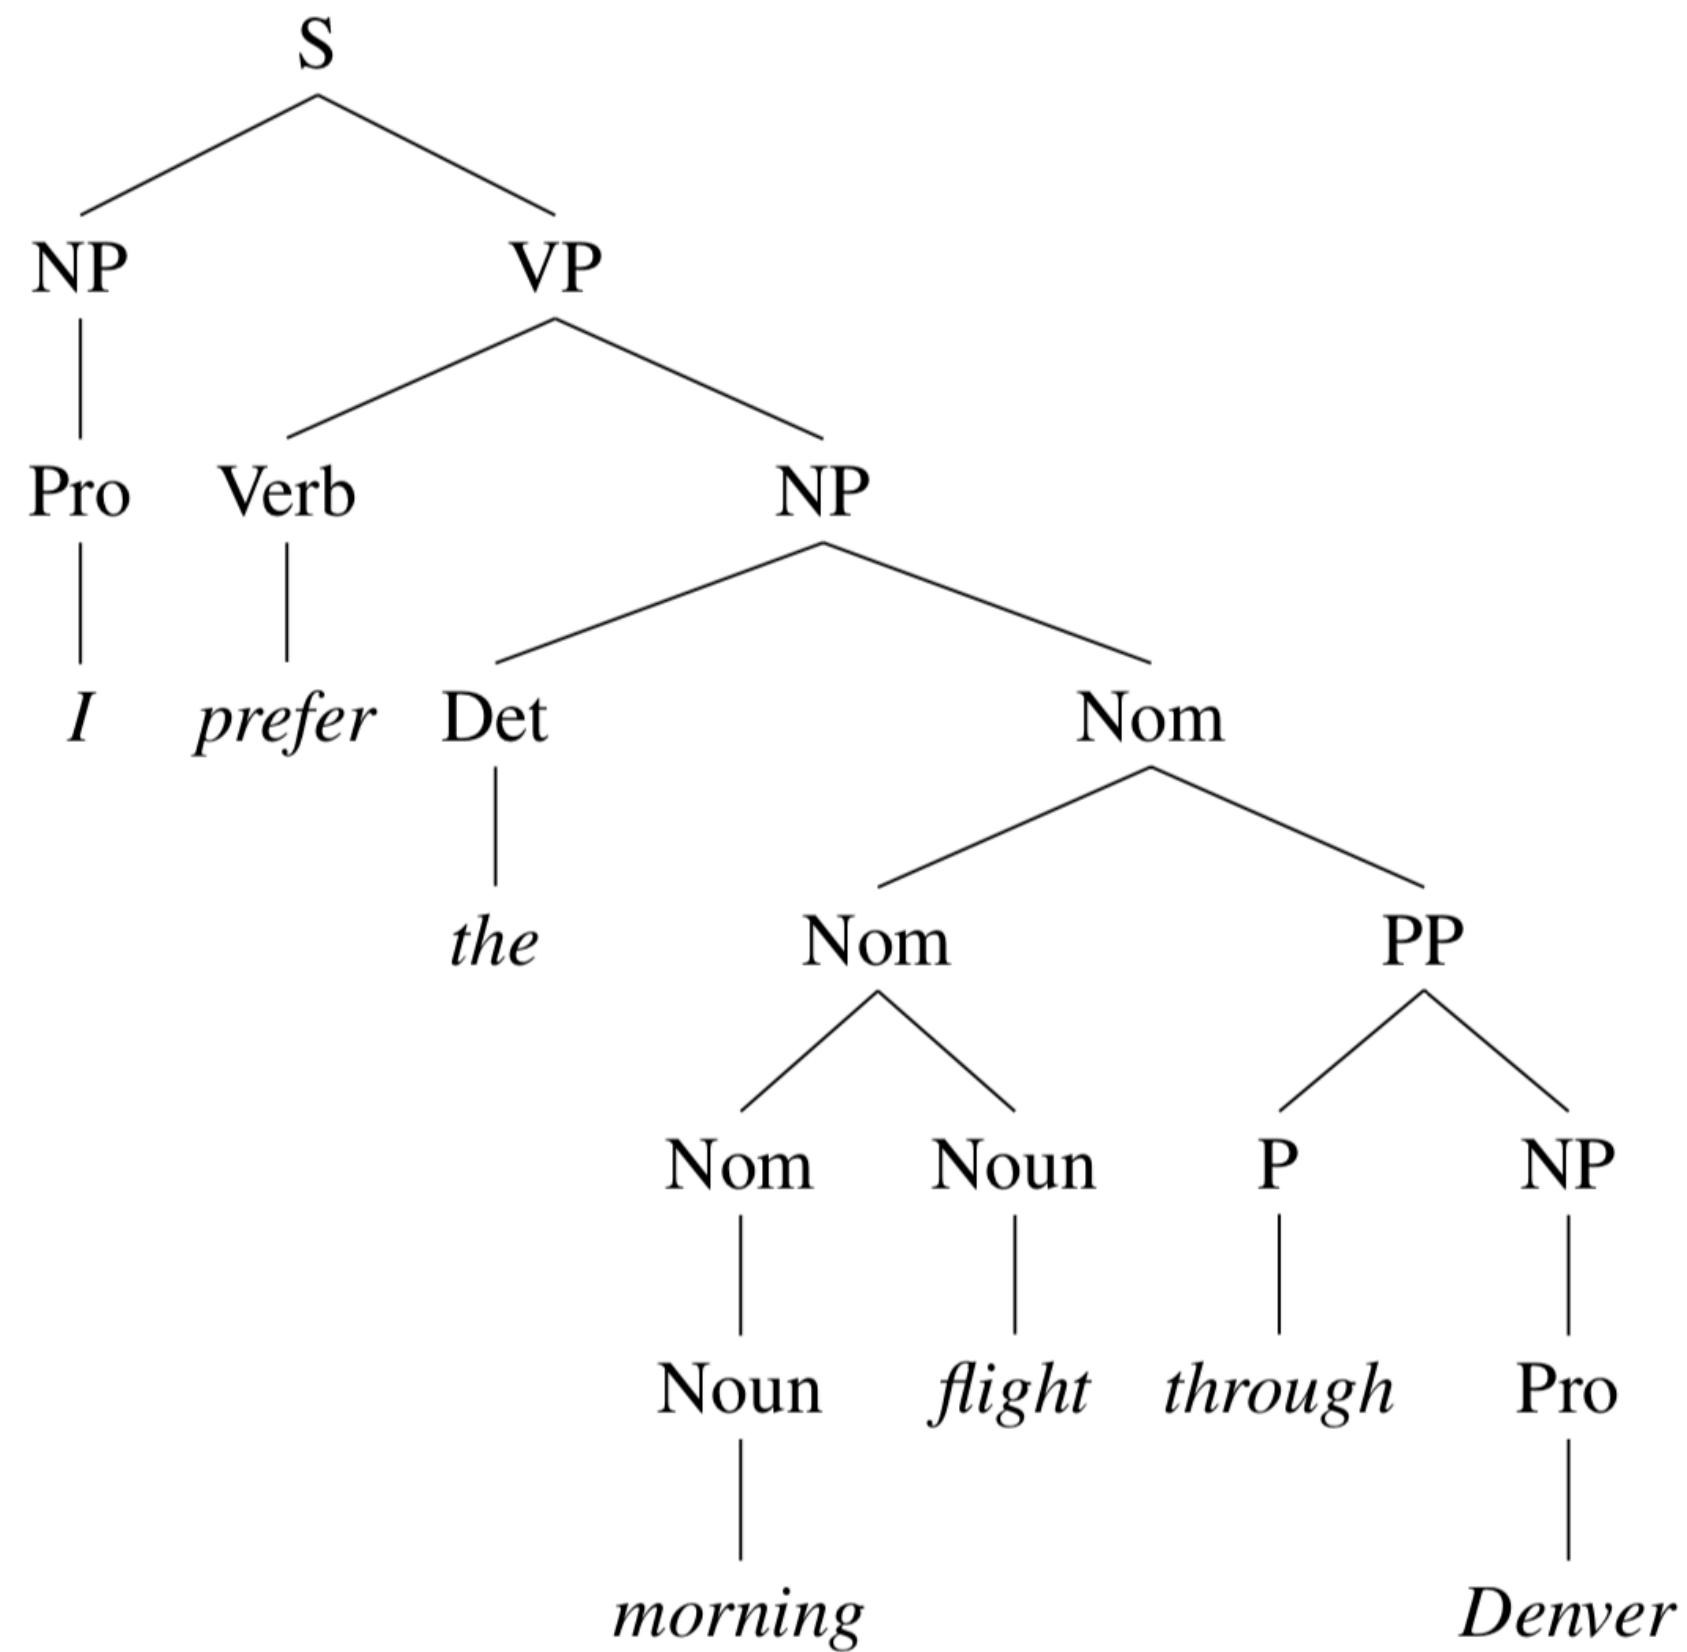 S
NP VP
Pro Verb NP
I prefer Det Nom
the Nom PP
Nom Noun P NP
Noun flight through Pro
morning Denver